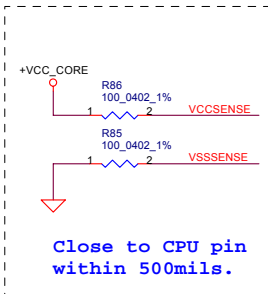 +VCC_CORE
R86
100_0402_1%
1 2 VCCSENSE
R85
100_0402_1%
1 2 VSSSENSE
Close to CPU pin
within 500mils.